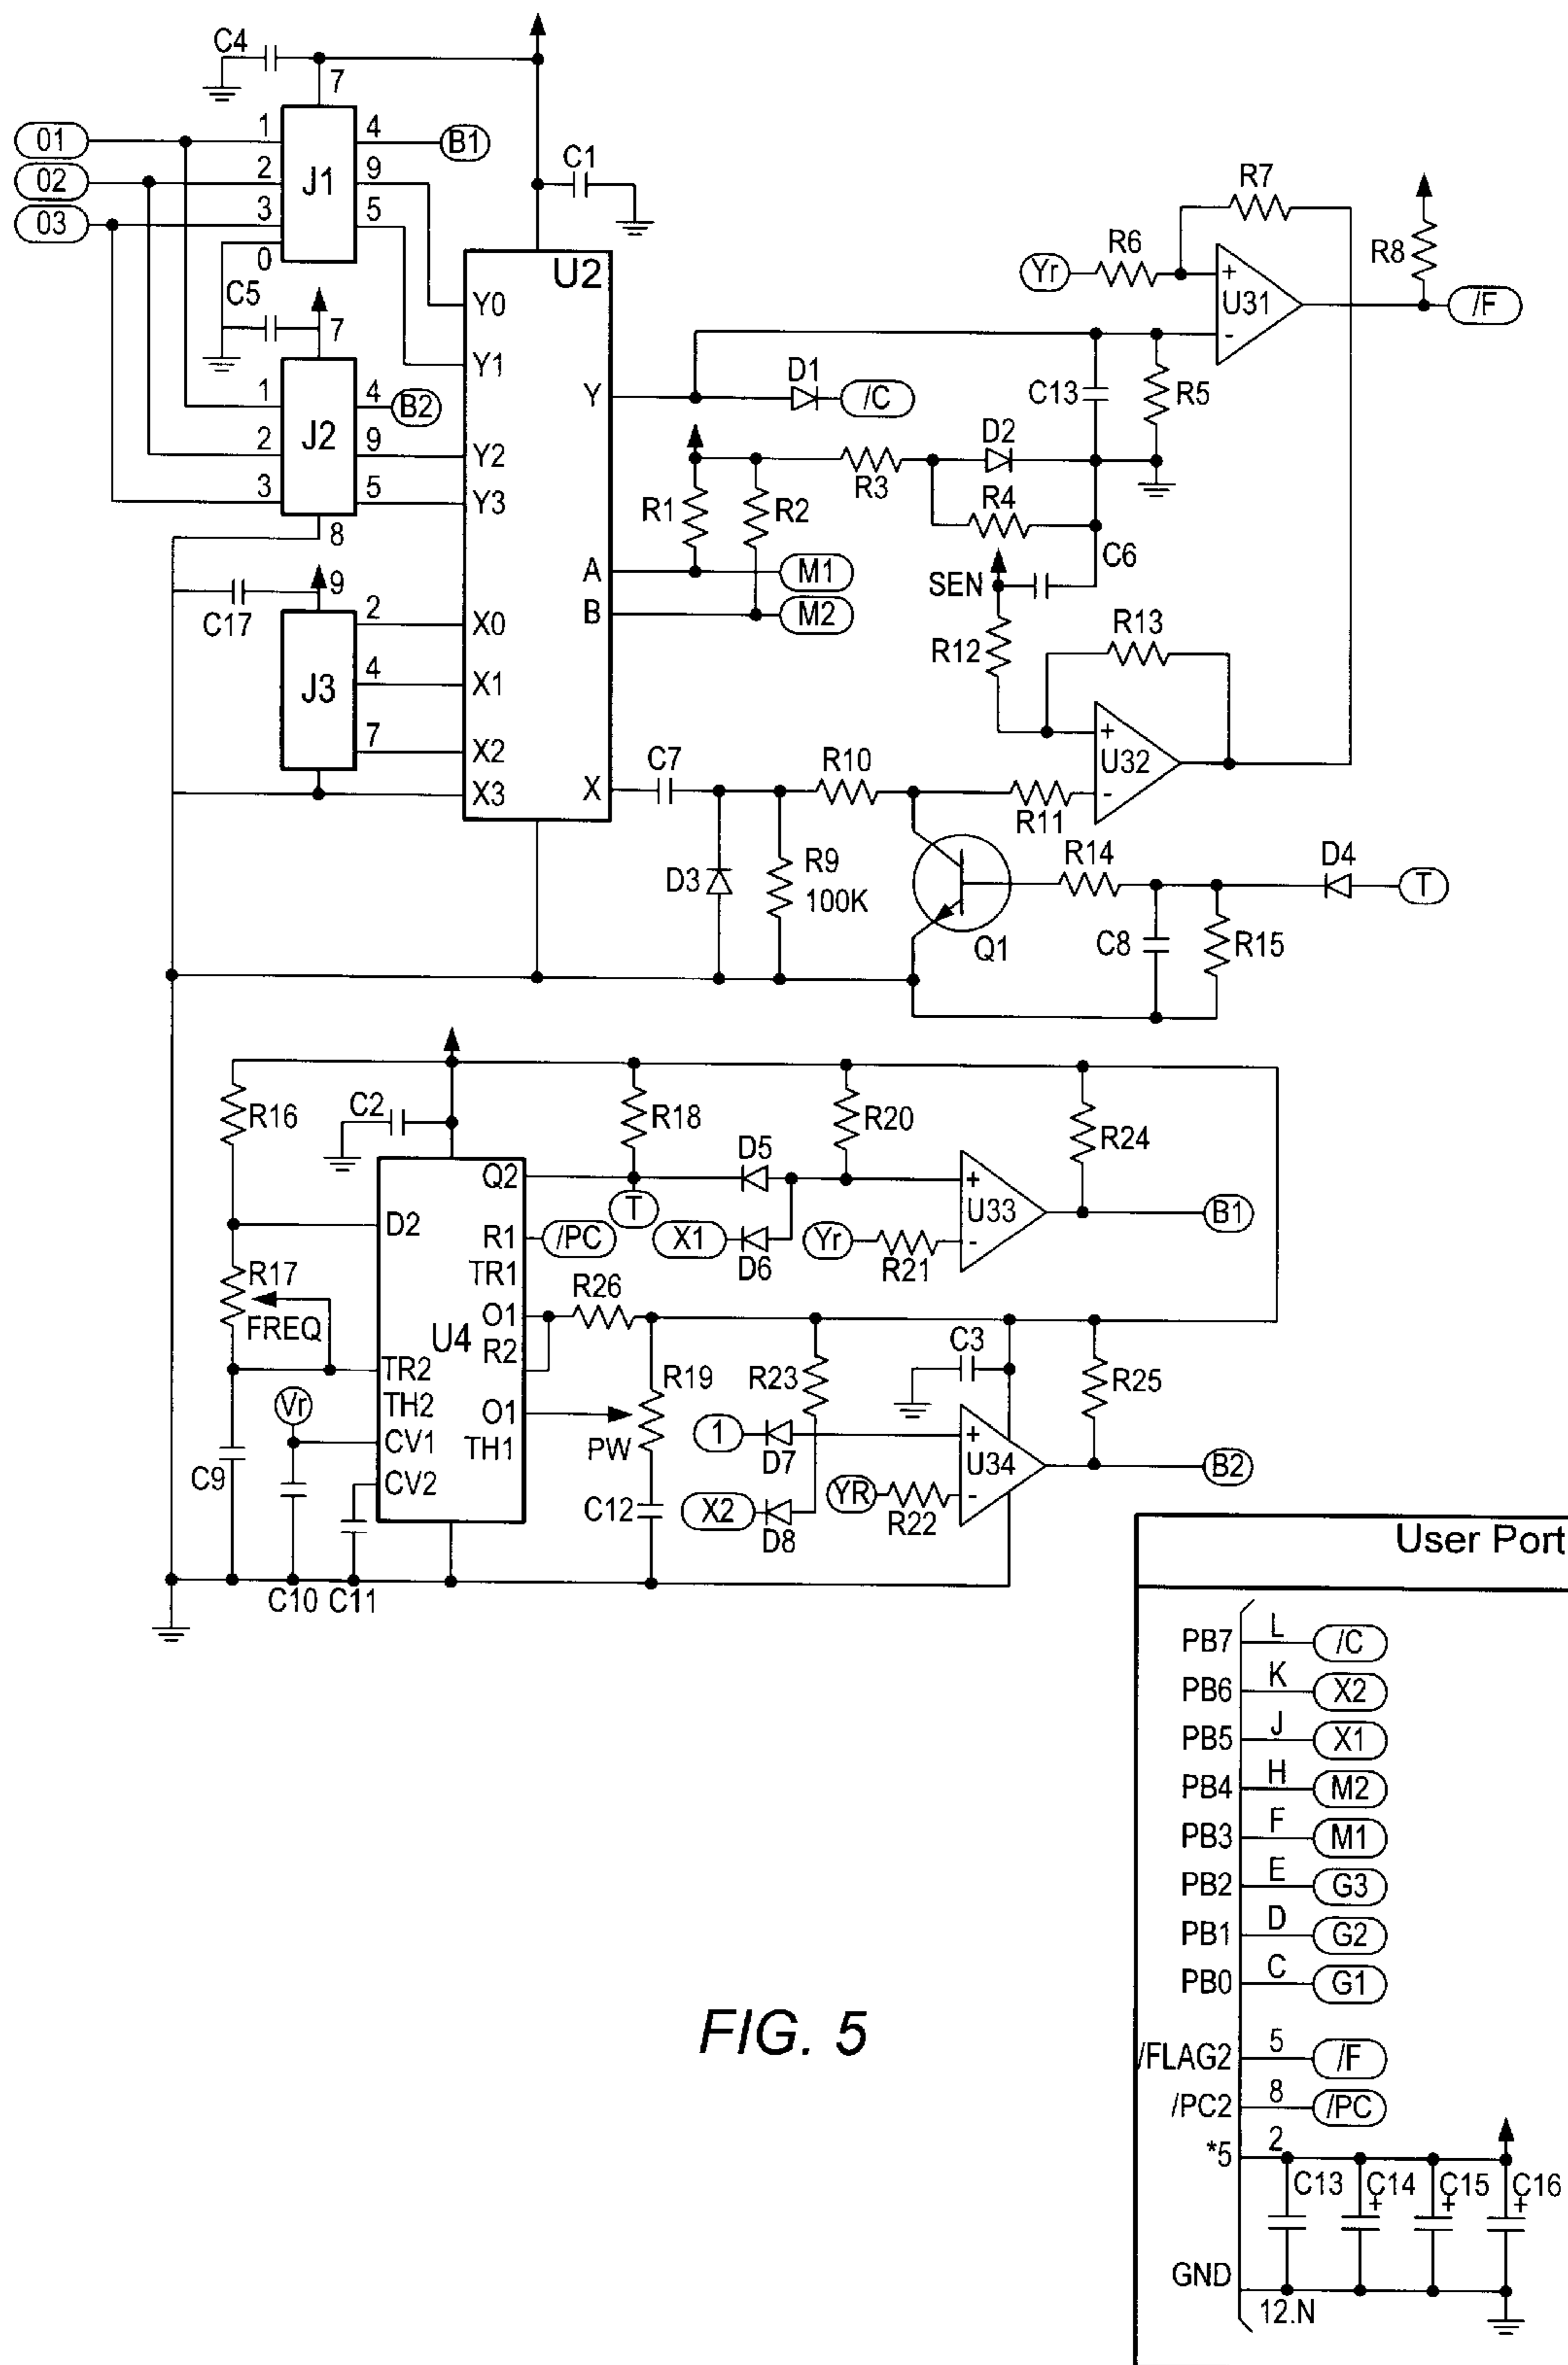 C4
7
01
1
4
B1
C1
02
2
J1
9
03
3
5
0
R7
R6
R8
Yr
+
U31
/F
-
C5
7
U2
Y0
Y1
1
4
B2
Y
D1
/C
C13
R5
2
J2
9
Y2
D2
R3
3
5
Y3
R1
R2
R4
8
C6
A
M1
SEN
9
C17
2
X0
B
M2
R12
R13
J3
4
X1
7
X2
C7
R10
+
U32
X3
X
R11
-
D3
R9
100K
R14
D4
T
Q1
C8
R15
R16
C2
R18
R20
R24
Q2
D5
+
U33
D2
T
R1
/PC
X1
D6
Yr
R21
-
B1
TR1
R17
FREQ
U4
O1
R26
R2
C3
TR2
R19
R23
R25
Vr
TH2
O1
1
D7
+
U34
CV1
TH1
PW
C9
CV2
YR
R22
-
B2
C12
X2
D8
C10
C11
User Port
PB7
L
/C
PB6
K
X2
PB5
J
X1
PB4
H
M2
PB3
F
M1
PB2
E
G3
PB1
D
G2
PB0
C
G1
FIG. 5
/FLAG2
5
/F
/PC2
8
/PC
*5
2
C13
C14
+
C15
+
C16
+
GND
12.N